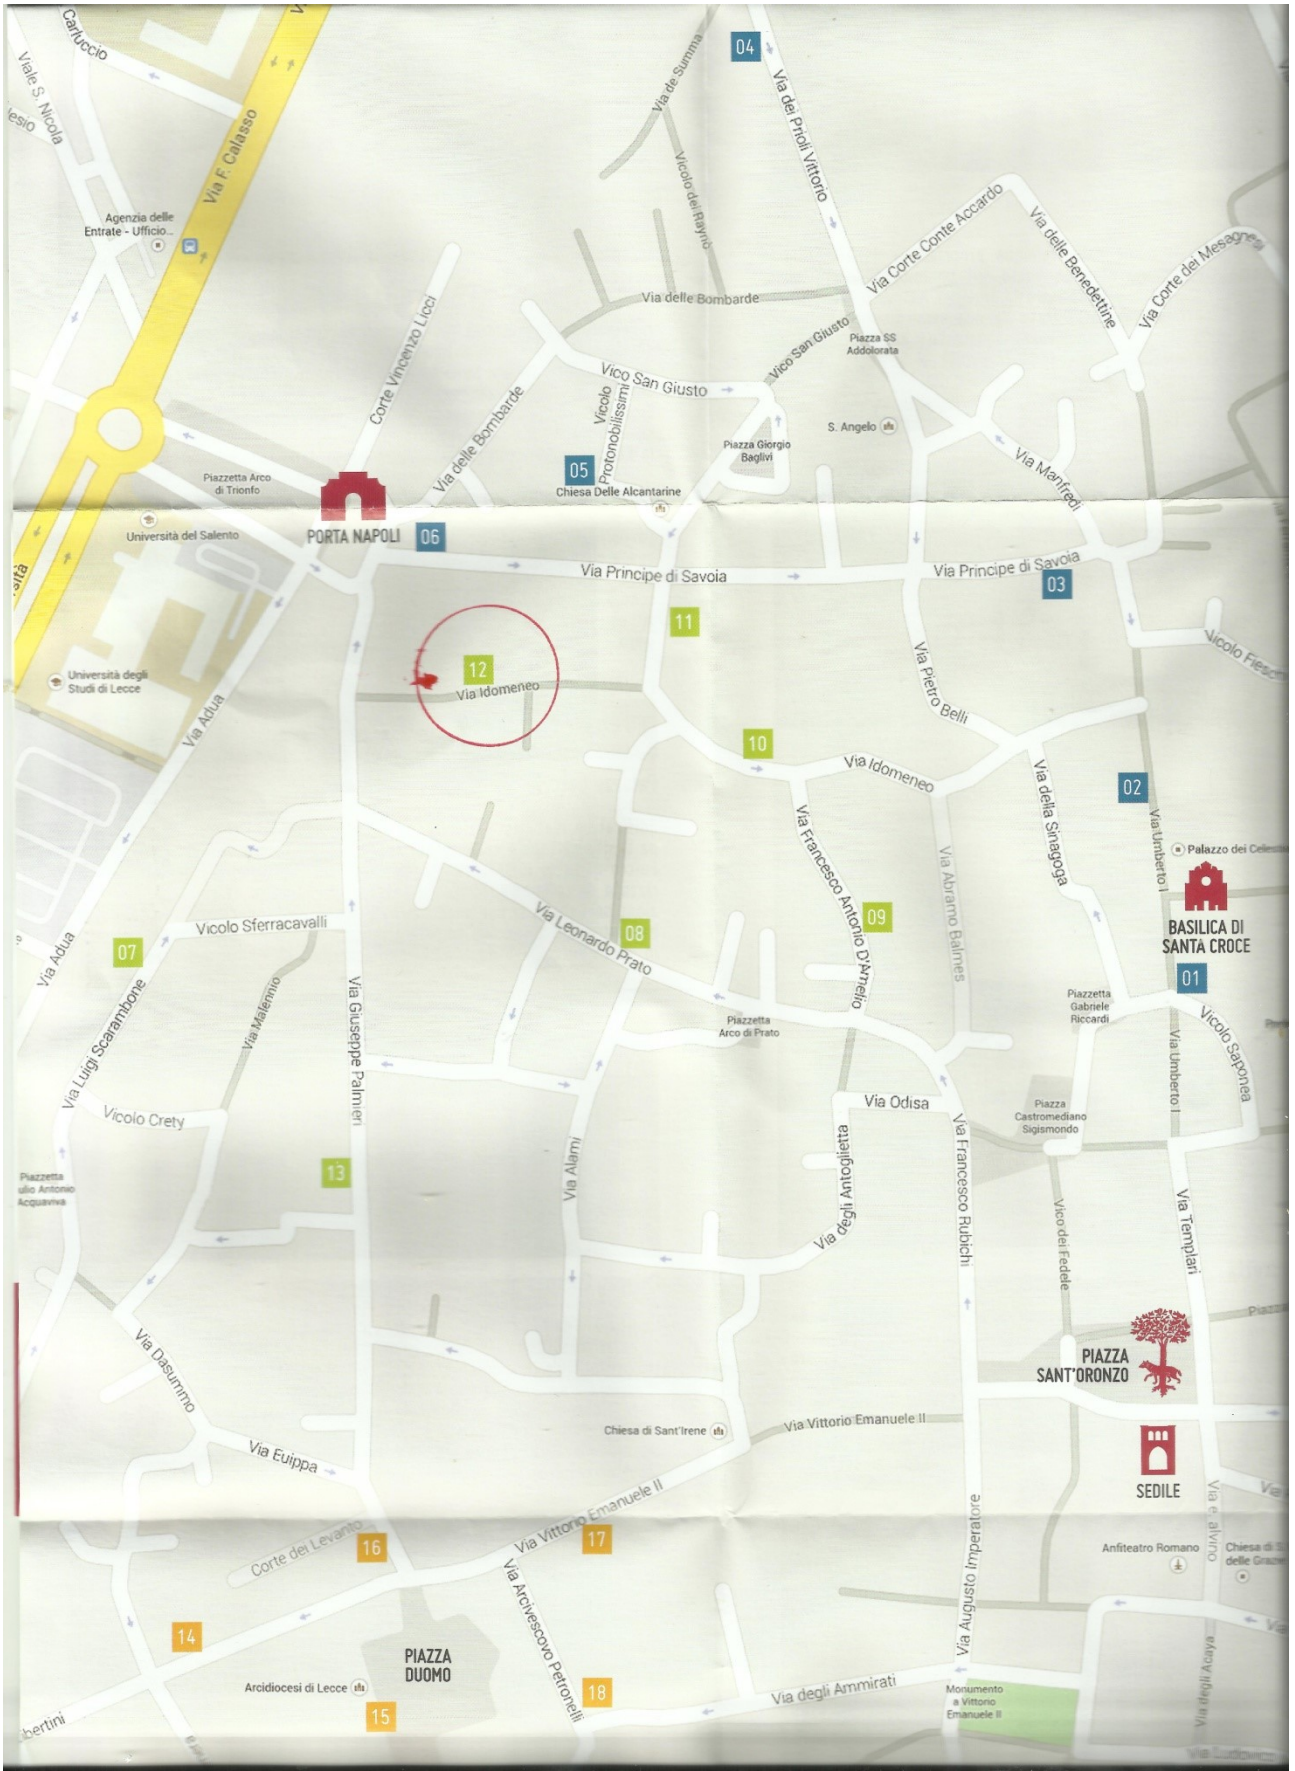 Carluccio
Viale S. Nicola
Via F. Calasso
04
Via de Summa
Via dei Prioli Vittorio
Vicolo dei Raynò
Agenzia delle
Entrate - Ufficio...
Via Corte Conte Accardo
Via delle Benedettine
Via Corte dei Mesagnesi
Corte Vincenzo Licci
Via delle Bombarde
Vico San Giusto
Piazza SS
Addolorata
Vico San Giusto
Vicolo
Protonobilissimi
Via delle Bombarde
S. Angelo
Piazza Giorgio
Baglivi
Via Manfredi
Piazzetta Arco
di Trionfo
05
Chiesa Delle Alcantarine
Università del Salento
PORTA NAPOLI
06
Via Principe di Savoia
Via Principe di Savoia
03
11
Vicolo Fieschi
Università degli
Studi di Lecce
12
Via Idomeneo
Via Adua
Via Pietro Belli
10
Via Idomeneo
Via della Sinagoga
02
Via Umberto I
Palazzo dei
Via Francesco Antonio D'Amelio
Via Abramo Balmes
BASILICA DI
SANTA CROCE
01
09
08
Via Leonardo Prato
Vicolo Sferracavalli
07
Via Adua
Via Malennio
Via Luigi Scarambone
Via Giuseppe Palmieri
Piazzetta
Arco di Prato
Piazzetta
Gabriele
Riccardi
Vicolo Saponea
Via Umberto I
Vicolo Crety
Via Odisa
Piazza
Castromediano
Sigismondo
13
Via Alami
Via degli Antoglietta
Via Francesco Rubichi
Piazzetta
ulio Antonio
Acquaviva
Vico dei Fedele
Via Templari
Via Dasummo
PIAZZA
SANT'ORONZO
Piazza
Chiesa di Sant'Irene
Via Vittorio Emanuele II
Via Euippa
SEDILE
Via Vittorio Emanuele II
Corte dei Levanto
16
17
Via Augusto Imperatore
Via e. alvino
Anfiteatro Romano
Chiesa di S.
delle Grazie
Via Arcivescovo Petronelli
14
PIAZZA
DUOMO
Arcidiocesi di Lecce
15
18
Via degli Ammirati
Monumento
a Vittorio
Emanuele II
Via degli Acaya
ibertini